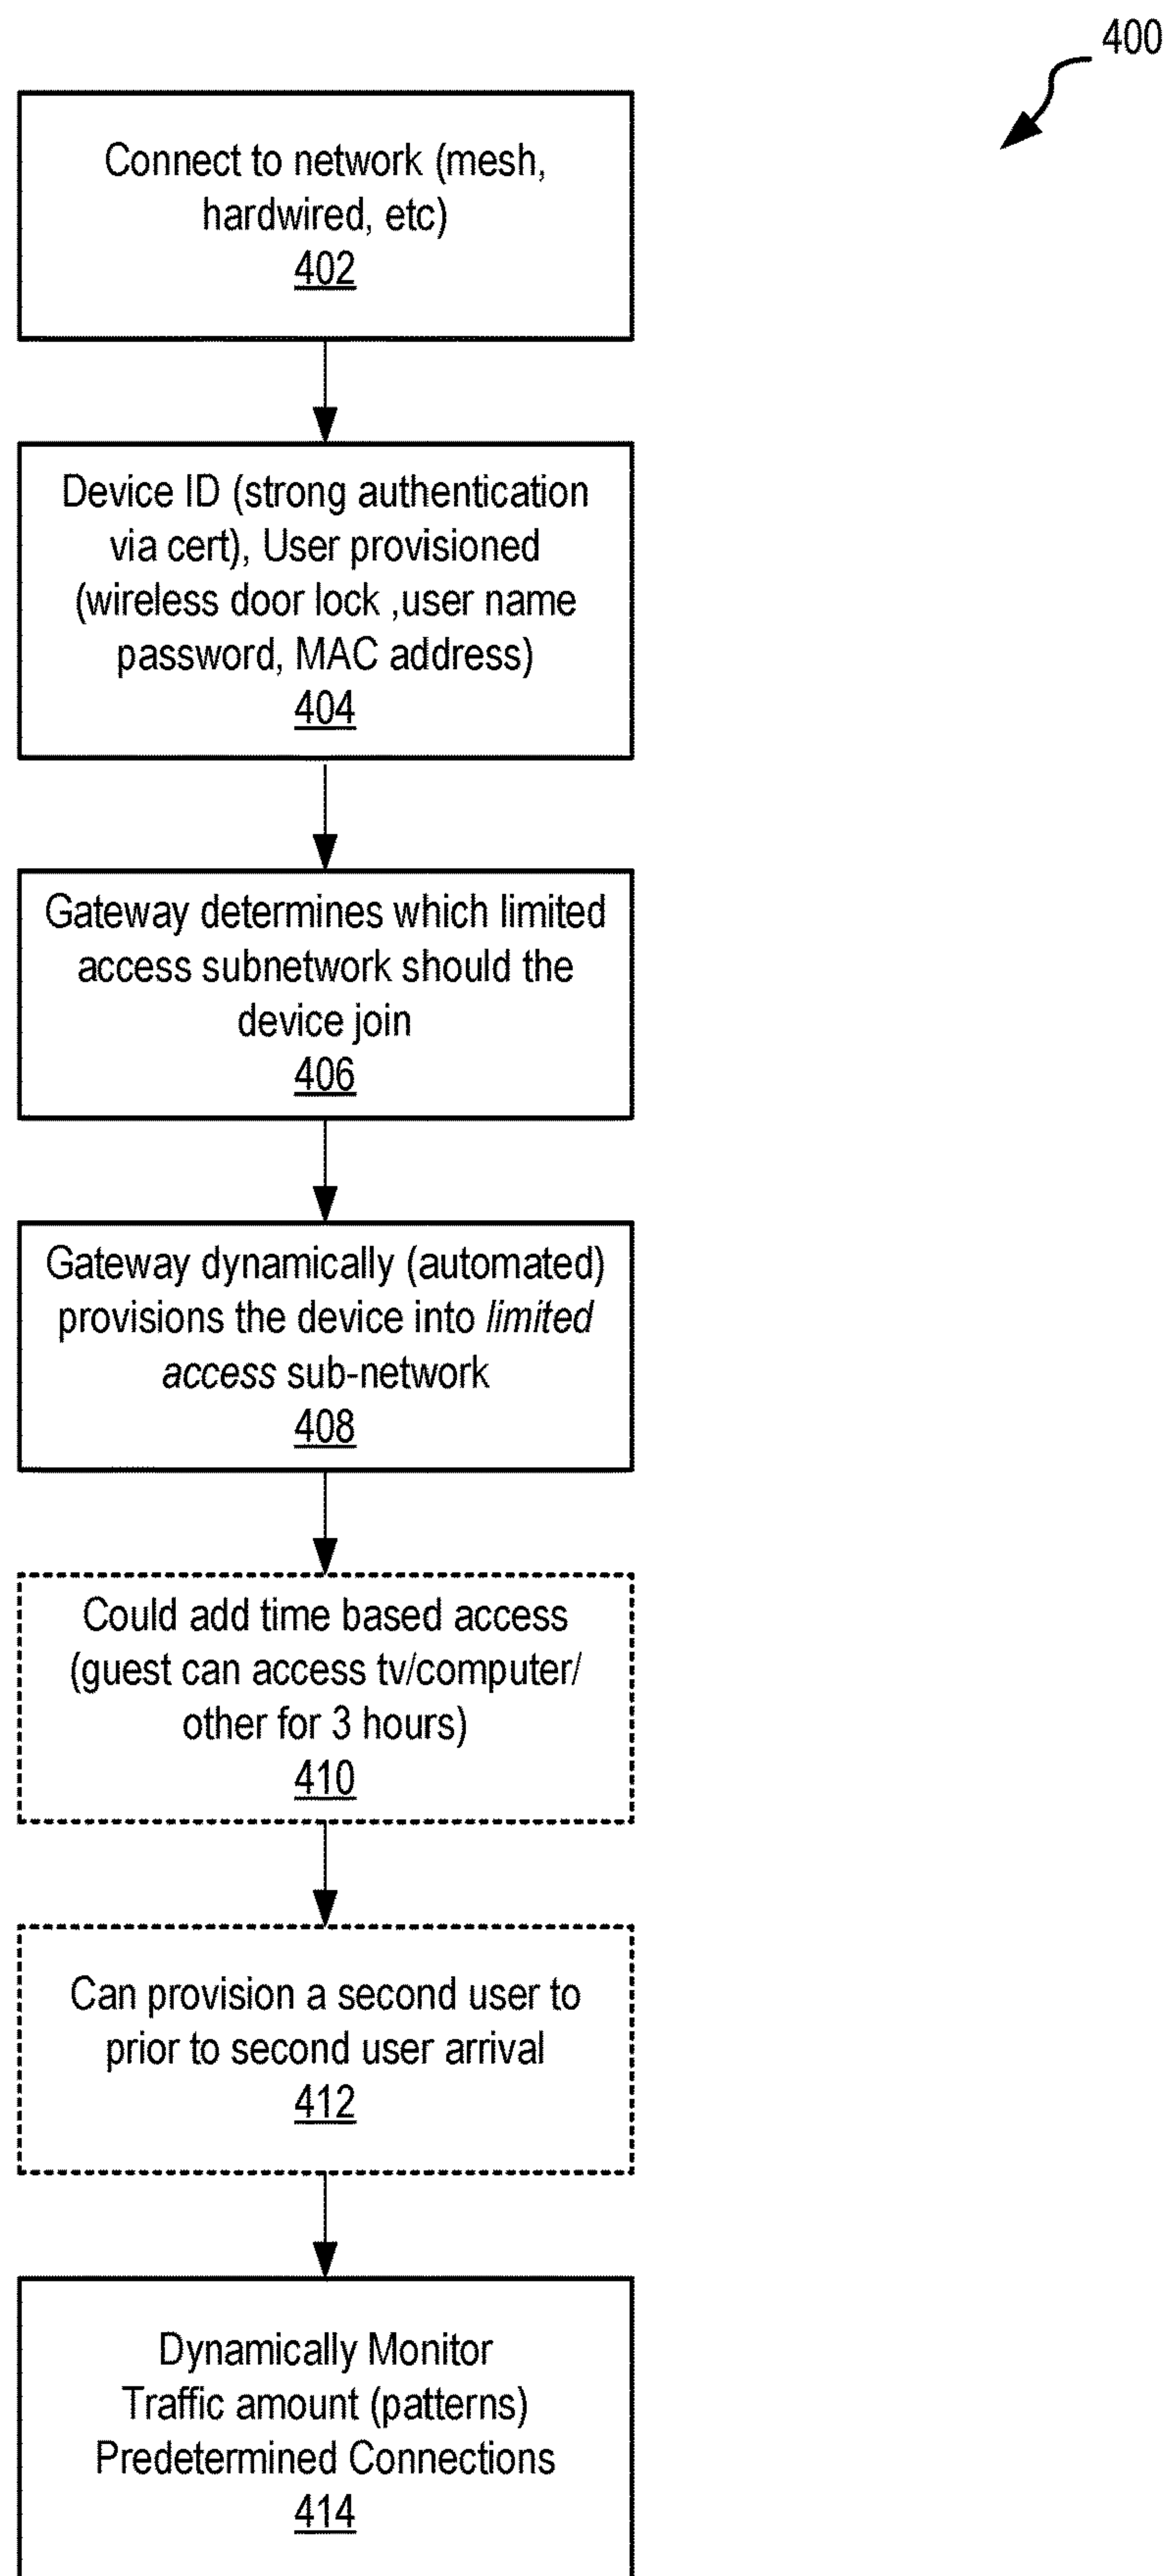 400
Connect to network (mesh,
hardwired, etc)
402
Device ID (strong authentication
via cert), User provisioned
(wireless door lock ,user name
password, MAC address)
404
Gateway determines which limited
access subnetwork should the
device join
406
Gateway dynamically (automated)
provisions the device into limited
access sub-network
408
Could add time based access
(guest can access tv/computer/
other for 3 hours)
410
Can provision a second user to
prior to second user arrival
412
Dynamically Monitor
Traffic amount (patterns)
Predetermined Connections
414